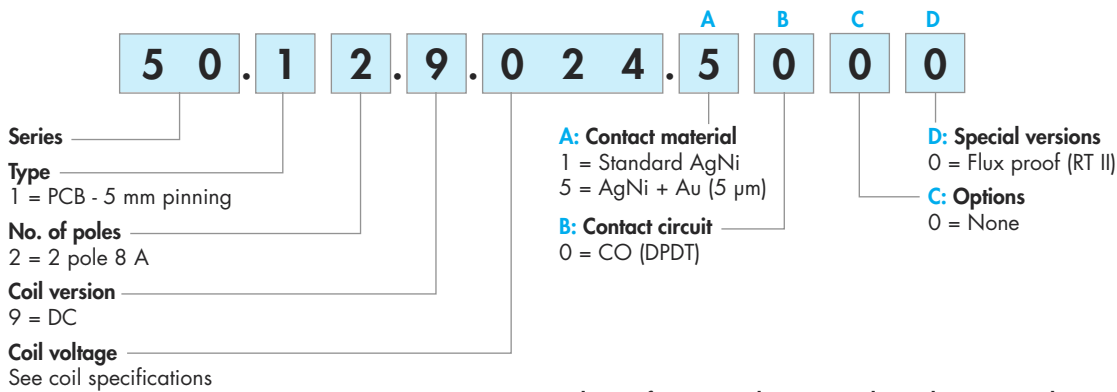 A B C D
5 0 . 1 2 . 9 . 0 2 4 . 5 0 0 0
Series
Type
1 = PCB - 5 mm pinning
No. of poles
2 = 2 pole 8 A
Coil version
9 = DC
Coil voltage
See coil specifications
A: Contact material
1 = Standard AgNi
5 = AgNi + Au (5 µm)
B: Contact circuit
0 = CO (DPDT)
D: Special versions
0 = Flux proof (RT II)
C: Options
0 = None